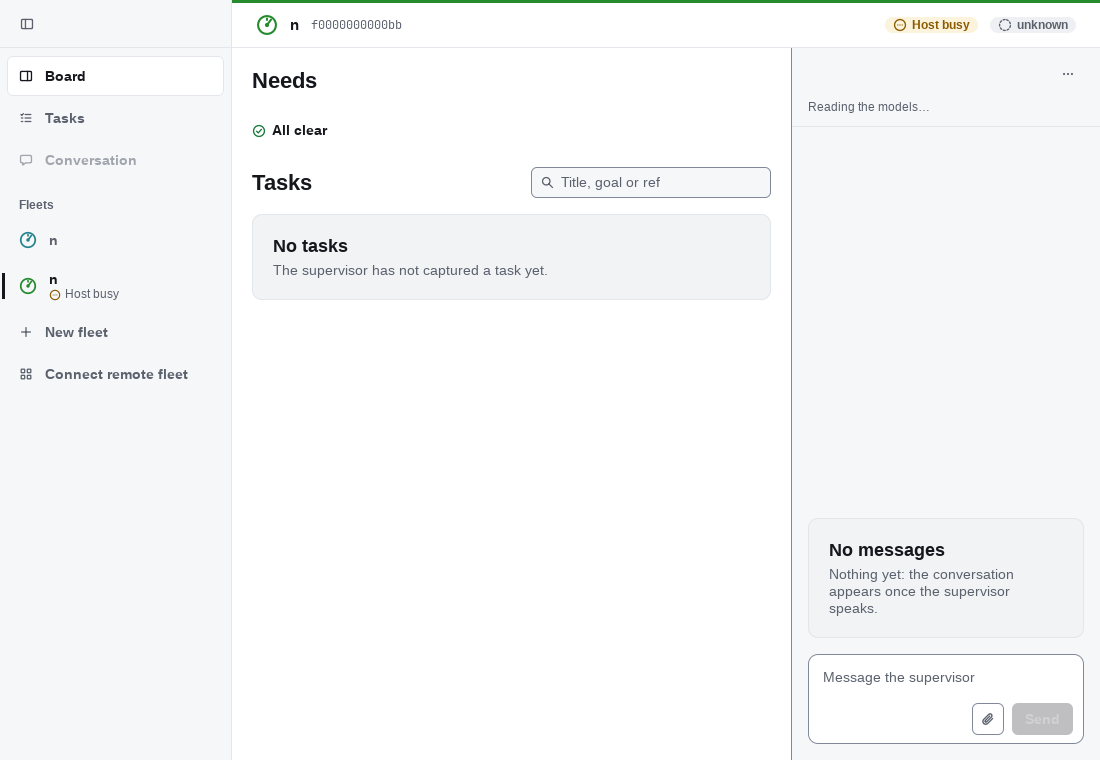 n f0000000000bb
Host busy
unknown
Board
Tasks
Conversation
Fleets
n
n
Host busy
New fleet
Connect remote fleet
Needs
All clear
Tasks
Title, goal or ref
No tasks
The supervisor has not captured a task yet.
...
Reading the models…
No messages
Nothing yet: the conversation
appears once the supervisor
speaks.
Message the supervisor
Send